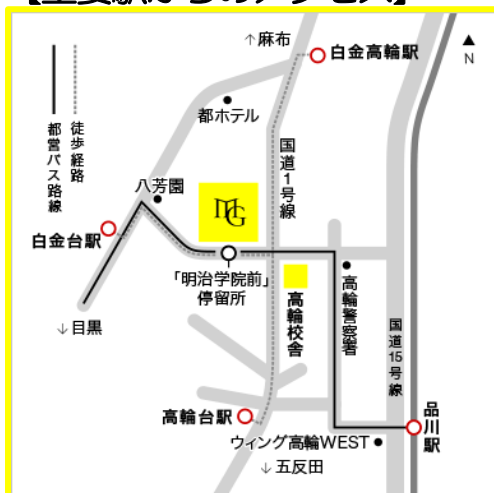 【主要駅からのアクセス】
↑麻布
白金高輪駅
▲
N
都営バス路線
徒歩経路
都ホテル
国道1号線
八芳園
MG
白金台駅
「明治学院前」
停留所
高輪校舎
高輪警察署
↓目黒
国道15号線
高輪台駅
品川駅
ウィング高輪WEST
↓五反田